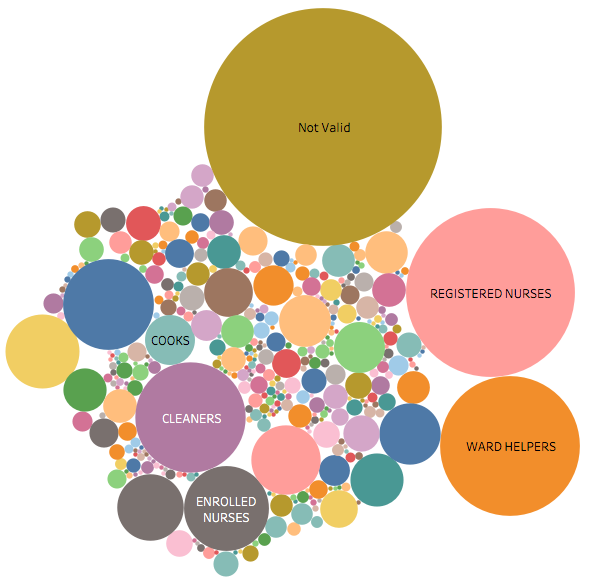 Not Valid
REGISTERED NURSES
COOKS
CLEANERS
WARD HELPERS
ENROLLED
NURSES